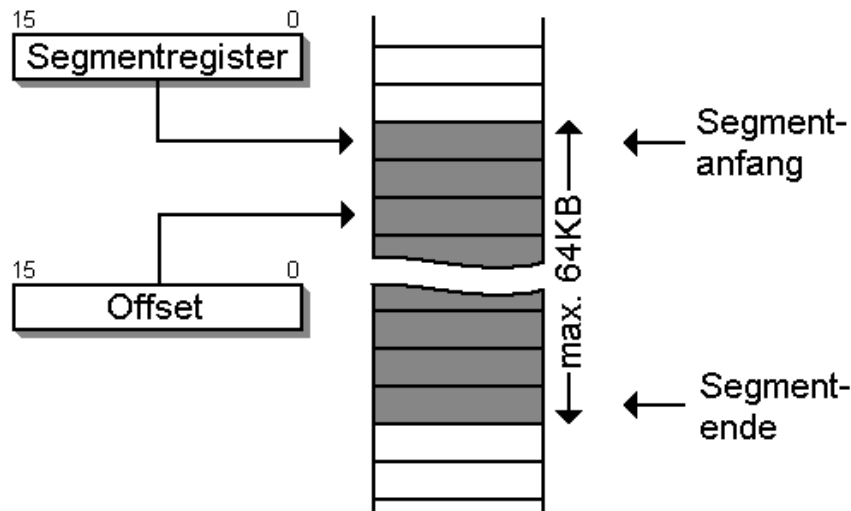 15 0
Segmentregister
Segment-
anfang
max. 64KB
15 0
Offset
Segment-
ende